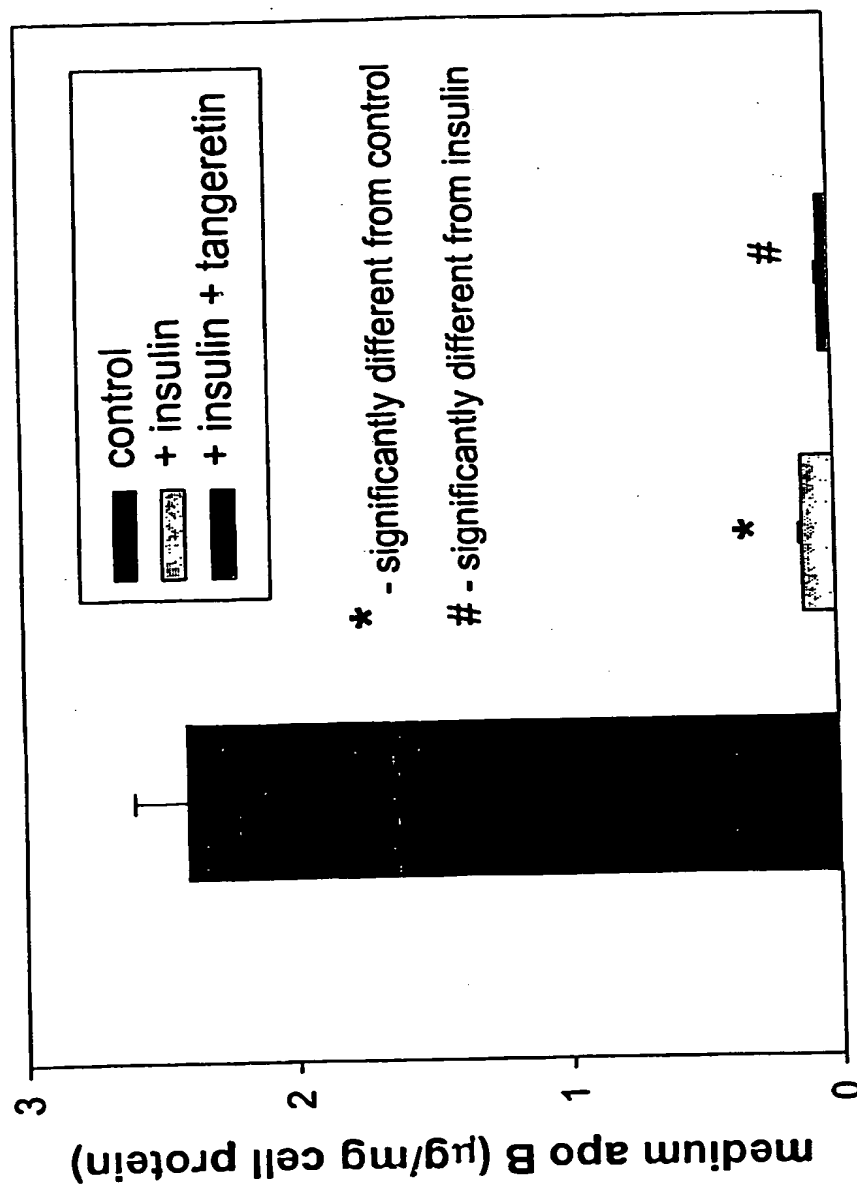 control
+ insulin
+ insulin + tangeretin
* - significantly different from control
# - significantly different from insulin
3
2
1
0
medium apo B (μg/mg cell protein)
*
#